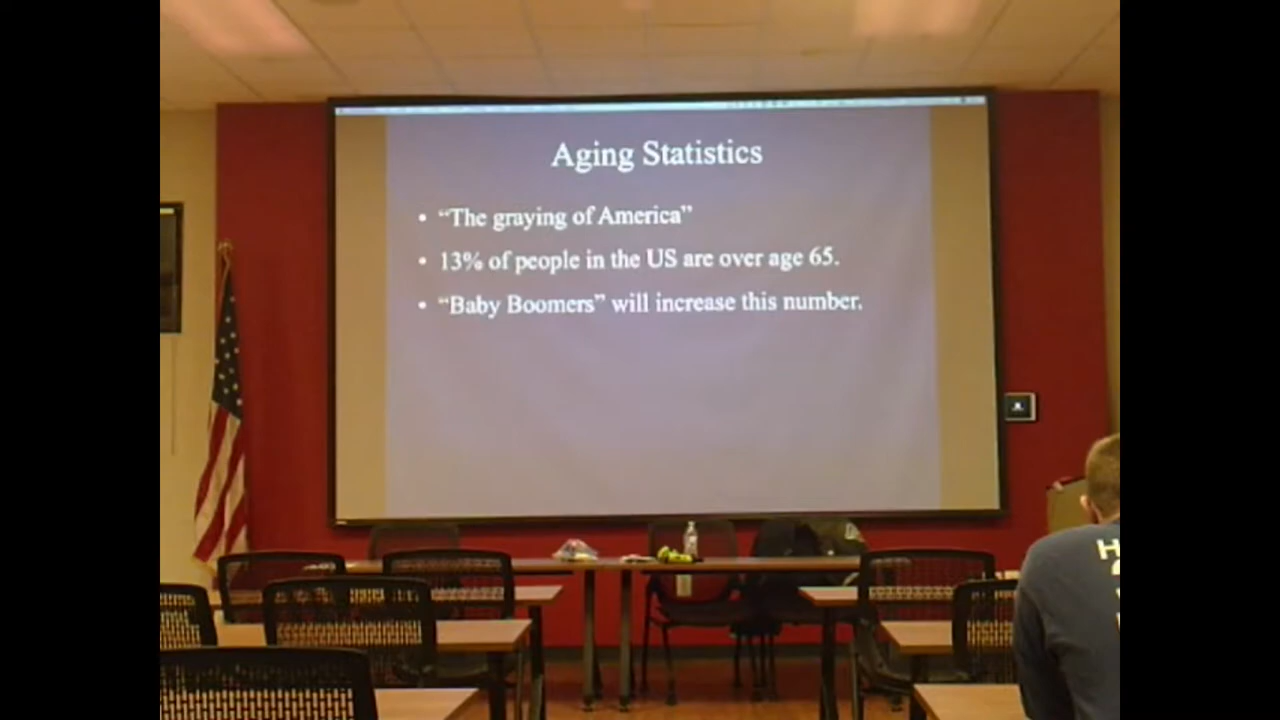 Aging Statistics
• “The graying of America”
• 13% of people in the US are over age 65.
• “Baby Boomers” will increase this number.